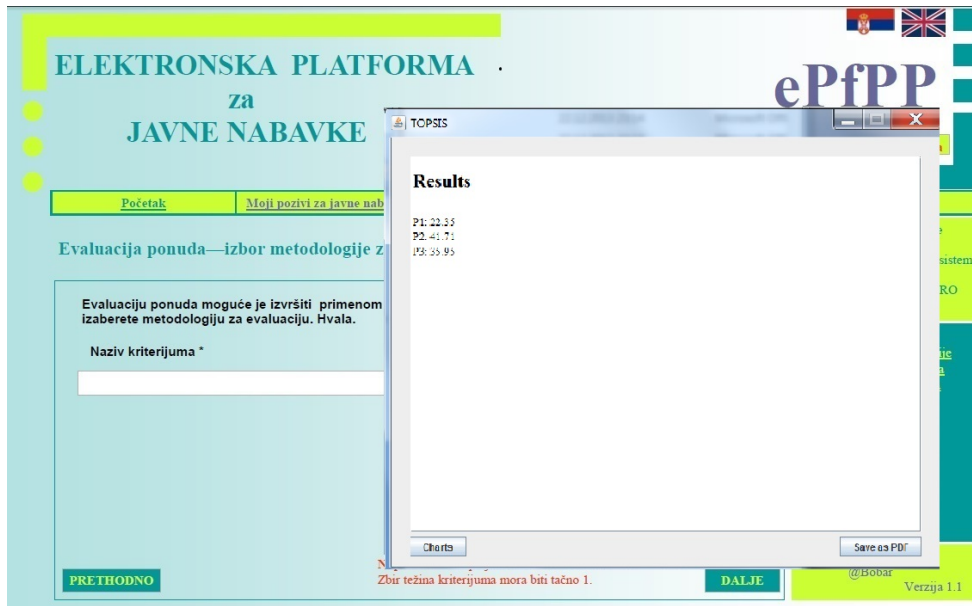 ELEKTRONSKA PLATFORMA
za
JAVNE NABAVKE
ePfPP
TOPSIS
Results
P1: 22.35
P2: 41.71
P3: 35.95
Početak
Moji pozivi za javne nab
Evaluacija ponuda—izbor metodologije z
sistem
RO
Evaluaciju ponuda moguće je izvršiti primenom
izaberete metodologiju za evaluaciju. Hvala.
Naziv kriterijuma *
Charts
Save as PDF
Zbir težina kriterijuma mora biti tačno 1.
PRETHODNO
DALJE
@Bobar
Verzija 1.1